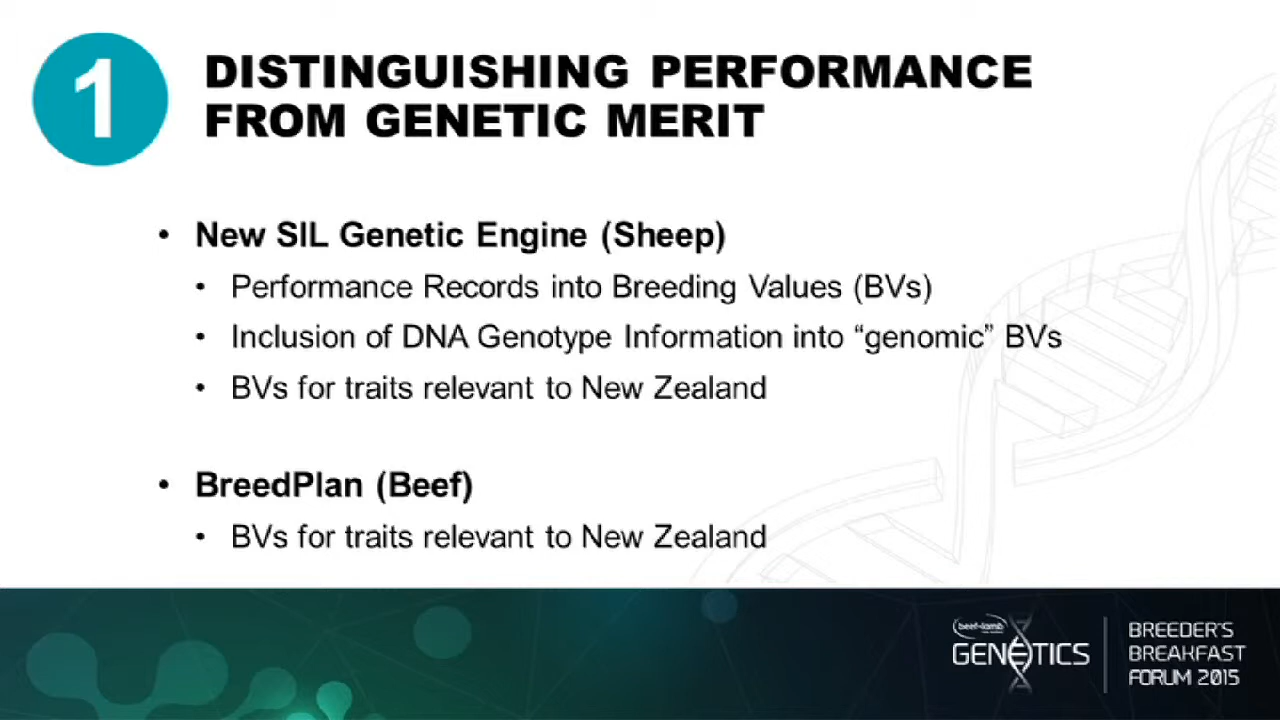 1
DISTINGUISHING PERFORMANCE
FROM GENETIC MERIT
• New SIL Genetic Engine (Sheep)
• Performance Records into Breeding Values (BVs)
• Inclusion of DNA Genotype Information into “genomic” BVs
• BVs for traits relevant to New Zealand
• BreedPlan (Beef)
• BVs for traits relevant to New Zealand
beef+lamb
GENETICS
BREEDER'S
BREAKFAST
FORUM 2015